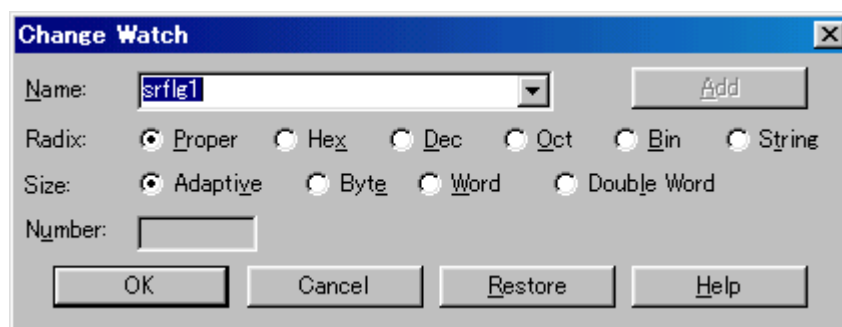 Change Watch
Name: srflg1 Add
Radix: Proper Hex Dec Oct Bin String
Size: Adaptive Byte Word Double Word
Number:
OK Cancel Restore Help